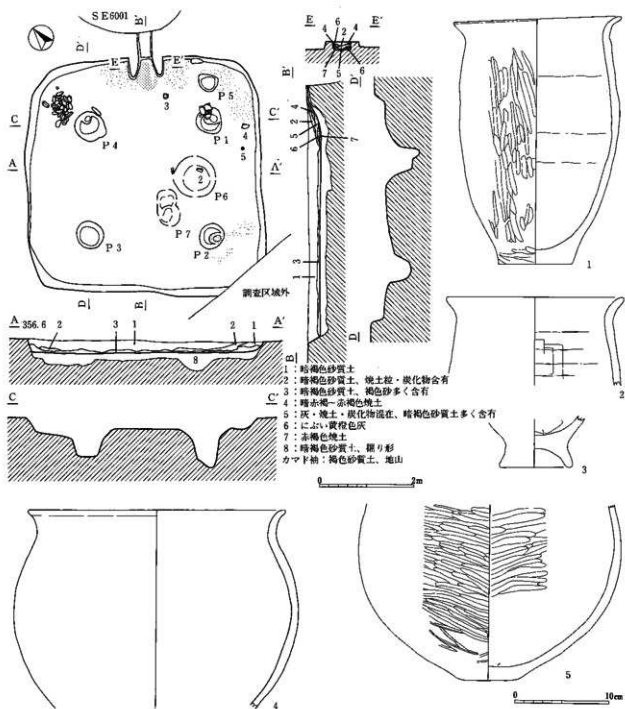 SE6001
B'
D'
E
E'
P5
3
C
C'
P4
P1
4
5
A
A'
2
P6
P7
P3
P2
D
B
調査区域外
A 356.6
2
3
1
2
1
A'
8
C
C'
E
6
2
4
E'
4
7
5
6
B'
D'
4
2
5
6
7
3
1
B
D
1：暗褐色砂質土
2：暗褐色砂質土、焼土粒・炭化物含有
3：暗褐色砂質土、褐色砂多く含有
4：暗赤褐～赤褐色焼土
5：灰・焼土・炭化物混在、暗褐色砂質土多く含有
6：にぶい黄橙色灰
7：赤褐色焼土
8：暗褐色砂質土、掘り形
カマド袖：褐色砂質土、地山
0 2m
1
2
3
4
5
0 10cm